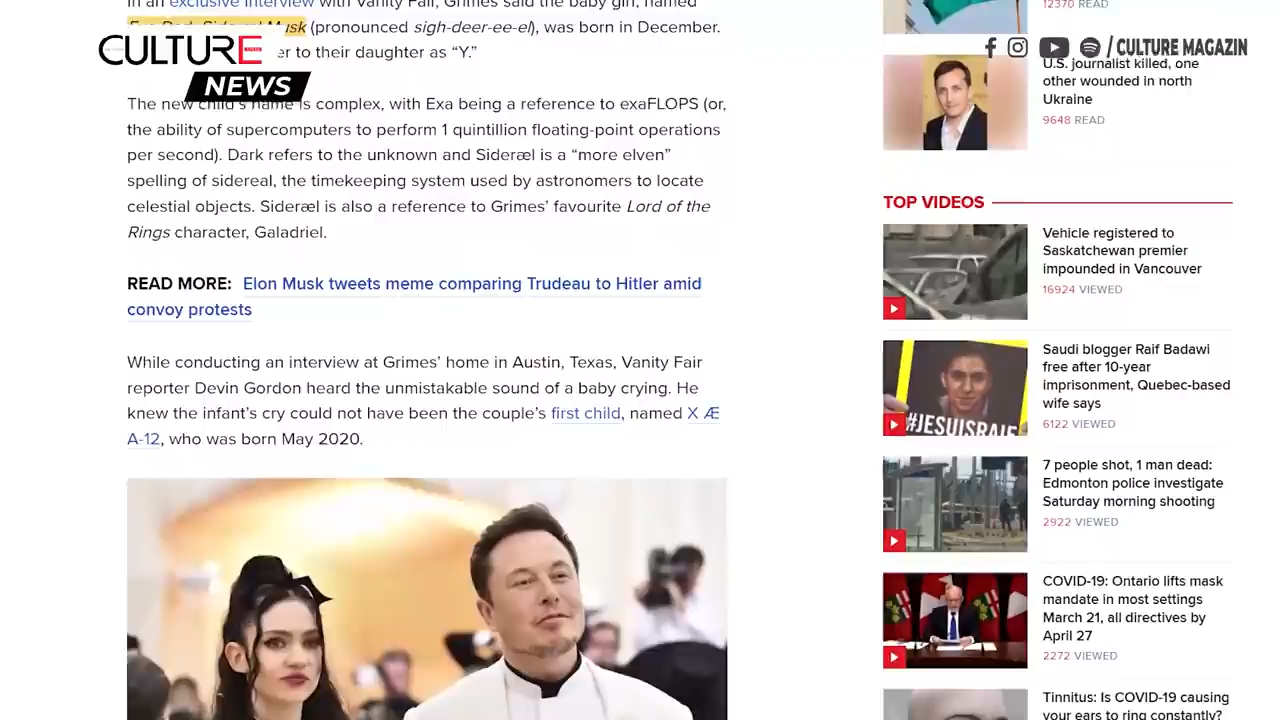 In an exclusive interview with Vanity Fair, Grimes said the baby girl, named
Musk (pronounced sigh-deer-ee-el), was born in December.
er to their daughter as “Y.”
CULTURE
NEWS
The new child’s name is complex, with Exa being a reference to exaFLOPS (or,
the ability of supercomputers to perform 1 quintillion floating-point operations
per second). Dark refers to the unknown and Sideræl is a “more elven”
spelling of sidereal, the timekeeping system used by astronomers to locate
celestial objects. Sideræl is also a reference to Grimes’ favourite Lord of the
Rings character, Galadriel.
READ MORE: Elon Musk tweets meme comparing Trudeau to Hitler amid
convoy protests
While conducting an interview at Grimes’ home in Austin, Texas, Vanity Fair
reporter Devin Gordon heard the unmistakable sound of a baby crying. He
knew the infant’s cry could not have been the couple’s first child, named X Æ
A-12, who was born May 2020.
12370 READ
/ CULTURE MAGAZIN
U.S. journalist killed, one
other wounded in north
Ukraine
9648 READ
TOP VIDEOS
Vehicle registered to
Saskatchewan premier
impounded in Vancouver
16924 VIEWED
Saudi blogger Raif Badawi
free after 10-year
imprisonment, Quebec-based
wife says
6122 VIEWED
#JESUISRAIF
7 people shot, 1 man dead:
Edmonton police investigate
Saturday morning shooting
2922 VIEWED
COVID-19: Ontario lifts mask
mandate in most settings
March 21, all directives by
April 27
2272 VIEWED
Tinnitus: Is COVID-19 causing
your ears to ring constantly?